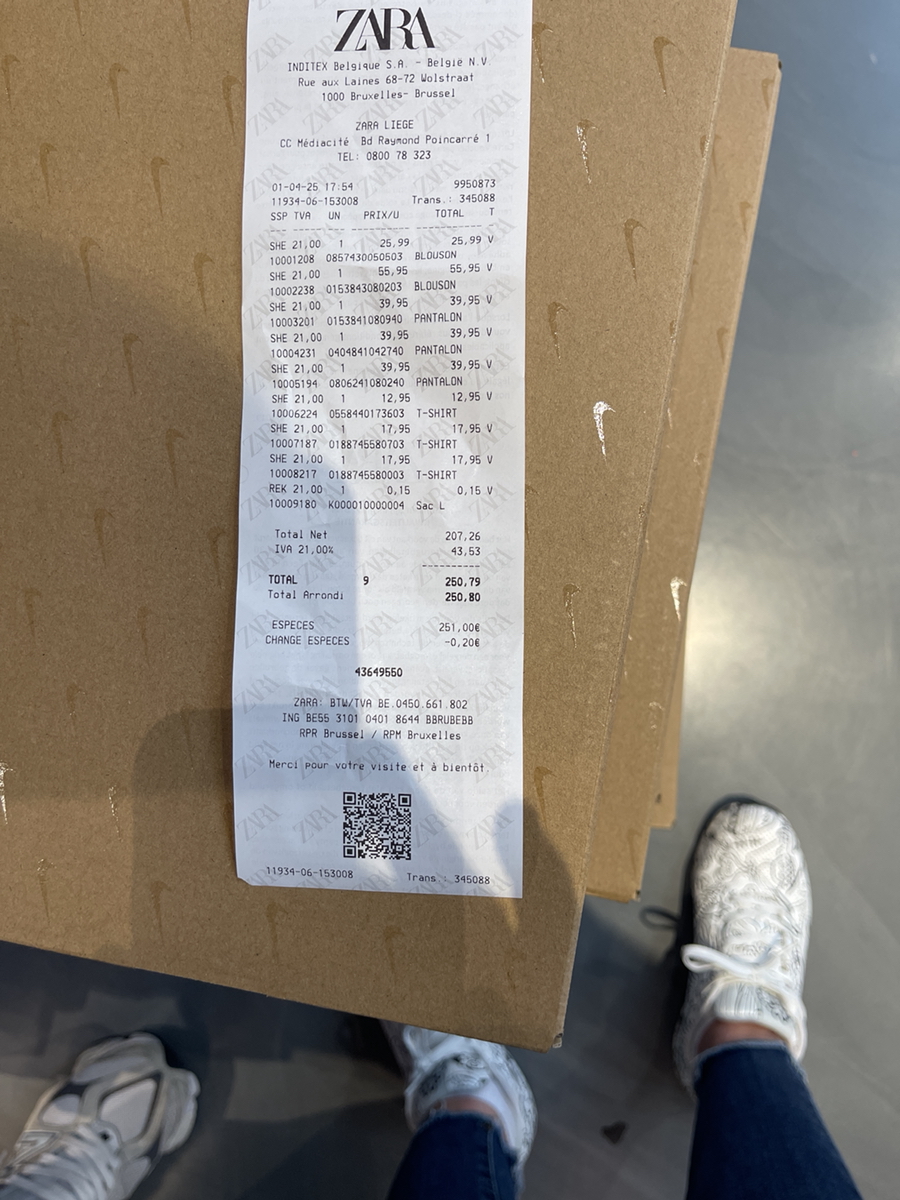 ZARA
INDITEX Belgique S.A. - België N.V.
Rue aux Laines 68-72 Wolstraat
1000 Bruxelles- Brussel
ZARA LIEGE
CC Médiacité Bd Raymond Poincarré 1
TEL: 0800 78 323
01-04-25 17:54 9950873
11934-06-153008 Trans.: 345088
SSP TVA UN PRIX/U TOTAL T
SHE 21,00 1 25,99 25,99 V
10001208 0857430050503 BLOUSON
SHE 21,00 1 55,95 55,95 V
10002238 0153843080203 BLOUSON
SHE 21,00 1 39,95 39,95 V
10003201 0153841080940 PANTALON
SHE 21,00 1 39,95 39,95 V
10004231 0404841042740 PANTALON
SHE 21,00 1 39,95 39,95 V
10005194 0806241080240 PANTALON
SHE 21,00 1 12,95 12,95 V
10006224 0558440173603 T-SHIRT
SHE 21,00 1 17,95 17,95 V
10007187 0188745580703 T-SHIRT
SHE 21,00 1 17,95 17,95 V
10008217 0188745580003 T-SHIRT
REK 21,00 1 0,15 0,15 V
10009180 K000010000004 Sac L
Total Net 207,26
IVA 21,00% 43,53
TOTAL 9 250,79
Total Arrondi 250,80
ESPECES 251,00€
CHANGE ESPECES -0,20€
43649550
ZARA: BTW/TVA BE.0450.661.802
ING BE55 3101 0401 8644 BBRUBEBB
RPR Brussel / RPM Bruxelles
Merci pour votre visite et à bientôt.
11934-06-153008 Trans.: 345088